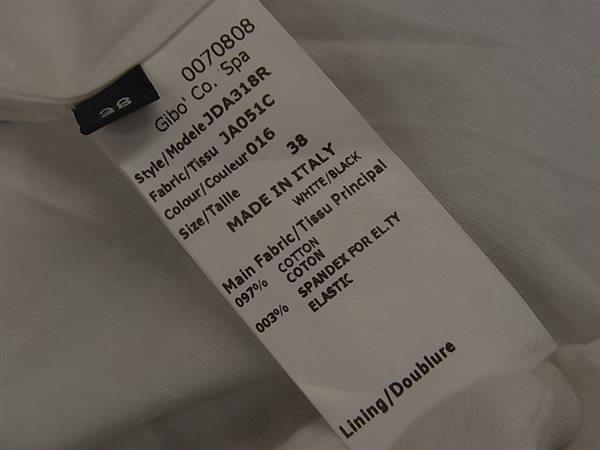 38
0070808
Gibo' Co. Spa
Style/Modele JDA318R
Fabric/Tissu JA051C
Colour/Couleur 016
Size/Taille 38
MADE IN ITALY
WHITE/BLACK
Main Fabric/Tissu Principal
097% COTTON
COTON
003% SPANDEX FOR EL.TY
ELASTIC
Lining/Doublure